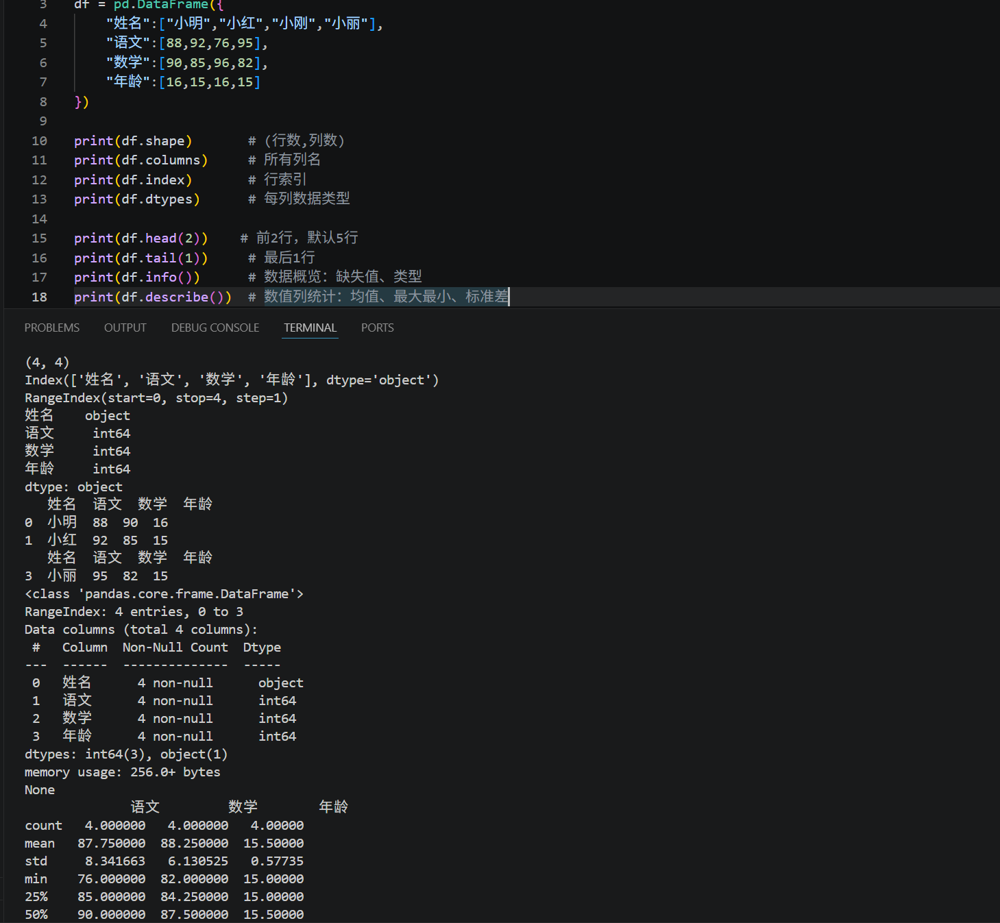 3 df = pd.DataFrame({
4 "姓名":["小明","小红","小刚","小丽"],
5 "语文":[88,92,76,95],
6 "数学":[90,85,96,82],
7 "年龄":[16,15,16,15]
8 })
9
10 print(df.shape) # (行数,列数)
11 print(df.columns) # 所有列名
12 print(df.index) # 行索引
13 print(df.dtypes) # 每列数据类型
14
15 print(df.head(2)) # 前2行，默认5行
16 print(df.tail(1)) # 最后1行
17 print(df.info()) # 数据概览：缺失值、类型
18 print(df.describe()) # 数值列统计：均值、最大最小、标准差
PROBLEMS OUTPUT DEBUG CONSOLE TERMINAL PORTS
(4, 4)
Index(['姓名', '语文', '数学', '年龄'], dtype='object')
RangeIndex(start=0, stop=4, step=1)
姓名 object
语文 int64
数学 int64
年龄 int64
dtype: object
姓名 语文 数学 年龄
0 小明 88 90 16
1 小红 92 85 15
姓名 语文 数学 年龄
3 小丽 95 82 15
<class 'pandas.core.frame.DataFrame'>
RangeIndex: 4 entries, 0 to 3
Data columns (total 4 columns):
# Column Non-Null Count Dtype
--- ------ -------------- -----
0 姓名 4 non-null object
1 语文 4 non-null int64
2 数学 4 non-null int64
3 年龄 4 non-null int64
dtypes: int64(3), object(1)
memory usage: 256.0+ bytes
None
语文 数学 年龄
count 4.000000 4.000000 4.00000
mean 87.750000 88.250000 15.50000
std 8.341663 6.130525 0.57735
min 76.000000 82.000000 15.00000
25% 85.000000 84.250000 15.00000
50% 90.000000 87.500000 15.50000